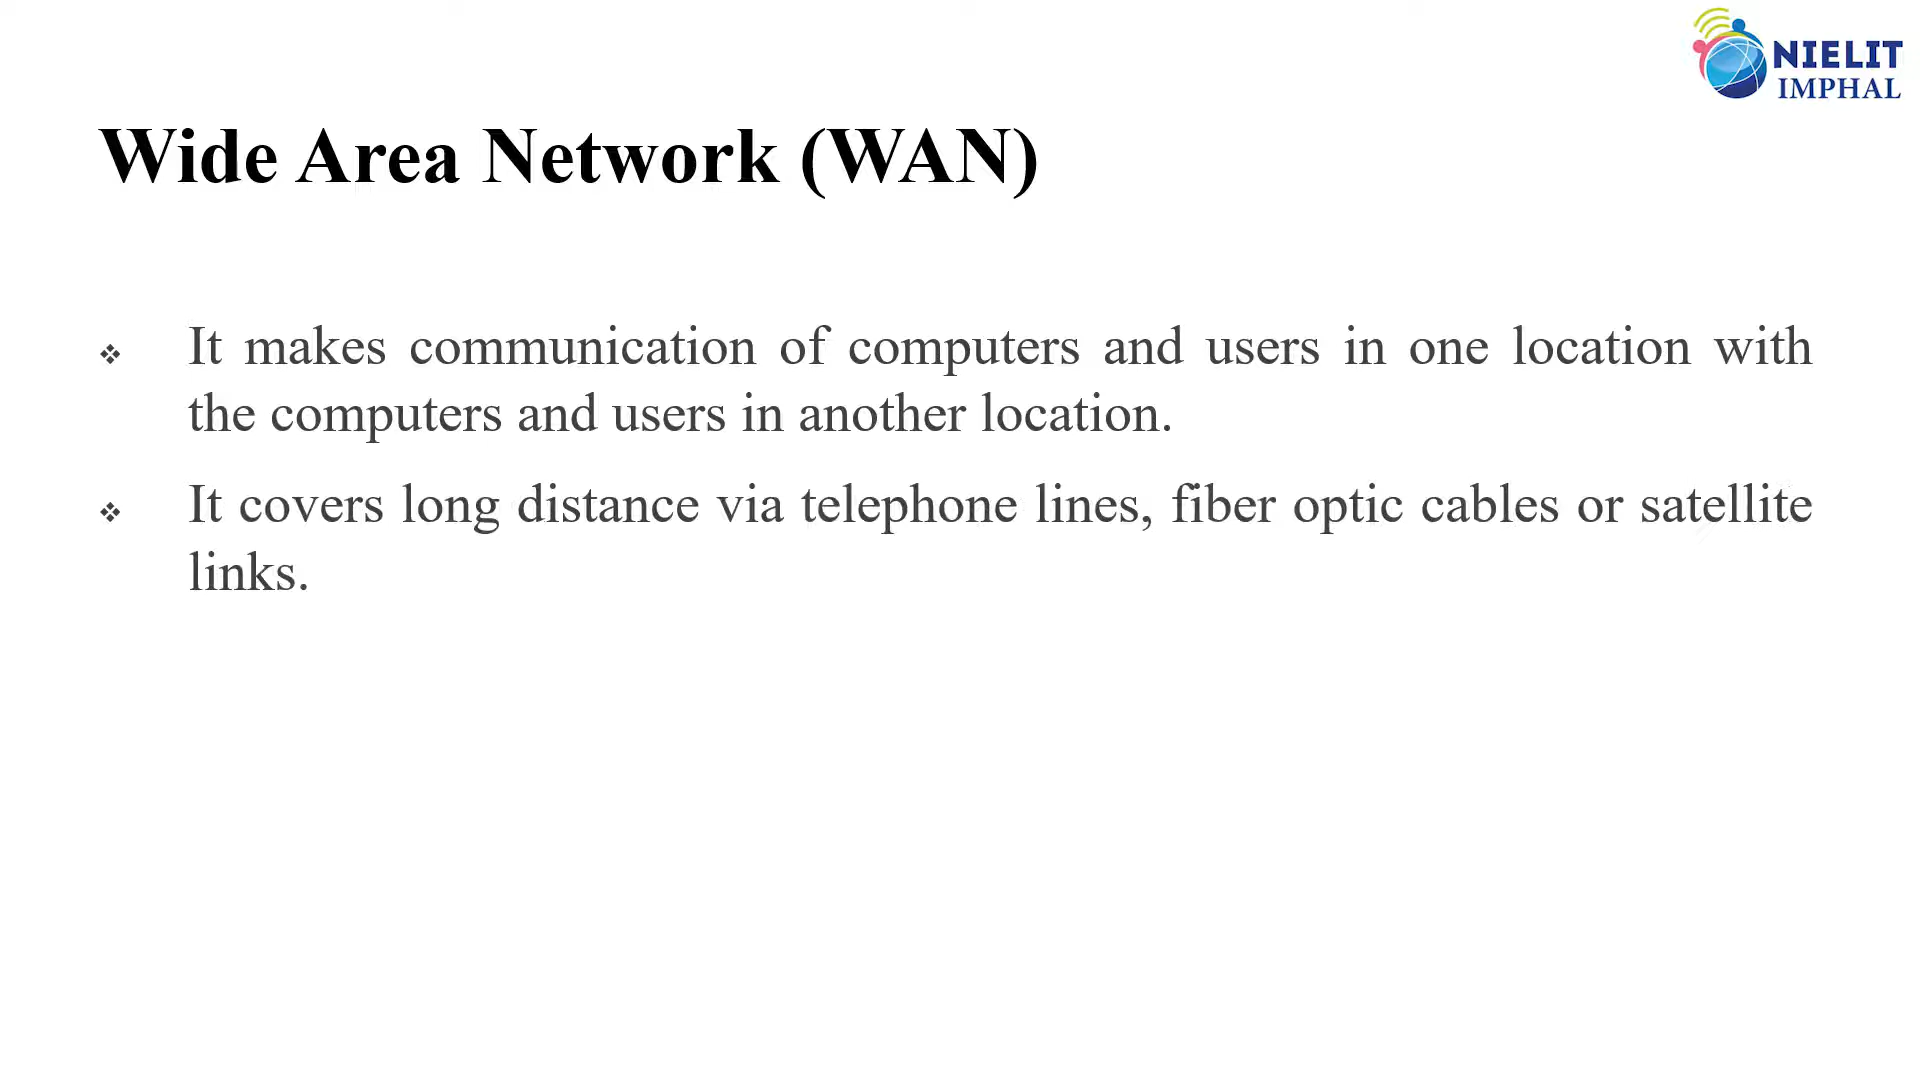 NIELIT
IMPHAL
Wide Area Network (WAN)
❖ It makes communication of computers and users in one location with
the computers and users in another location.
❖ It covers long distance via telephone lines, fiber optic cables or satellite
links.